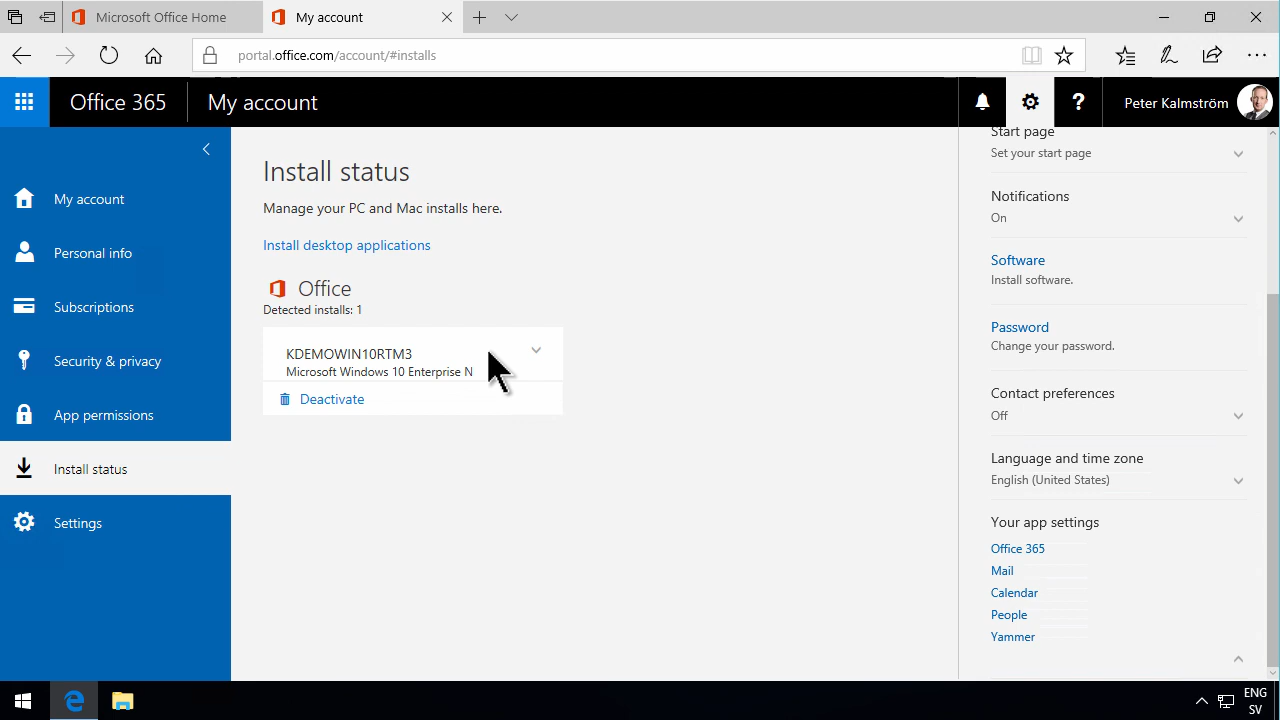 Microsoft Office Home
My account
portal.office.com/account/#installs
Office 365
My account
Peter Kalmström
My account
Personal info
Subscriptions
Security & privacy
App permissions
Install status
Settings
Install status
Manage your PC and Mac installs here.
Install desktop applications
Office
Detected installs: 1
KDEMOWIN10RTM3
Microsoft Windows 10 Enterprise N
Deactivate
Start page
Set your start page
Notifications
On
Software
Install software.
Password
Change your password.
Contact preferences
Off
Language and time zone
English (United States)
Your app settings
Office 365
Mail
Calendar
People
Yammer
ENG
SV